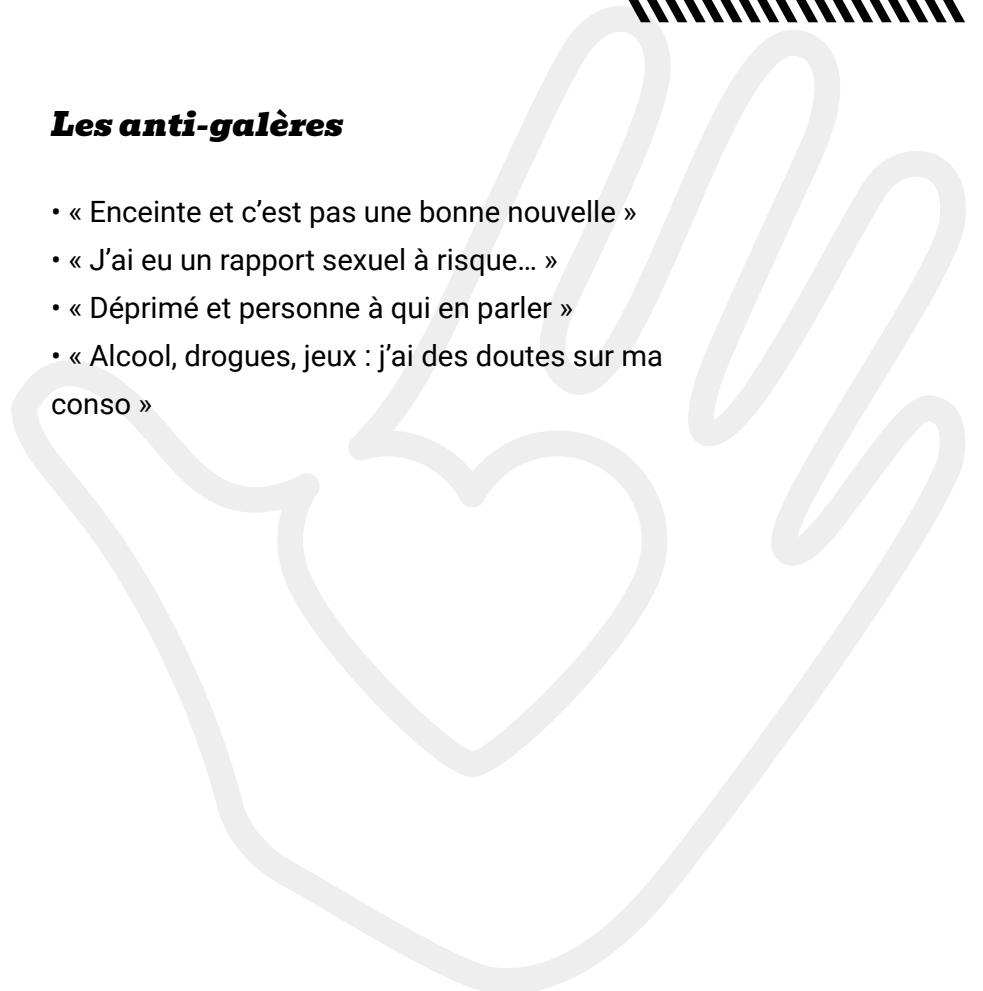 Les anti-galères
• « Enceinte et c’est pas une bonne nouvelle »
• « J’ai eu un rapport sexuel à risque… »
• « Déprimé et personne à qui en parler »
• « Alcool, drogues, jeux : j’ai des doutes sur ma
conso »